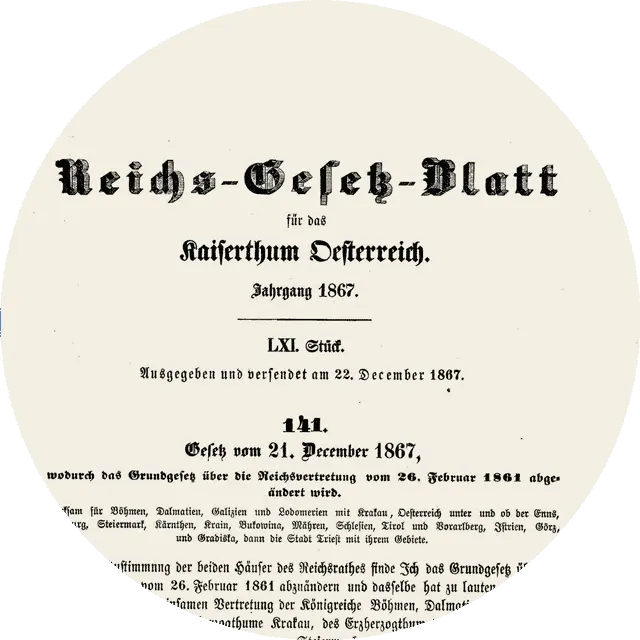 Reichs-Gesetz-Blatt
für das
Kaiserthum Oesterreich.
Jahrgang 1867.
LXI. Stück.
Ausgegeben und versendet am 22. December 1867.
141.
Gesetz vom 21. December 1867,
wodurch das Grundgesetz über die Reichsvertretung vom 26. Februar 1861 abge-
ändert wird.
für Böhmen, Dalmatien, Galizien und Lodomerien mit Krakau, Oesterreich unter und ob der Enns,
Steiermark, Kärnthen, Krain, Bukowina, Mähren, Schlesien, Tirol und Vorarlberg, Istrien, Görz,
und Gradiska, dann die Stadt Triest mit ihrem Gebiete.
der beiden Häuser des Reichsrathes finde Ich das Grundgesetz
vom 26. Februar 1861 abzuändern und dasselbe hat zu
Vertretung der Königreiche Böhmen,
Krakau, des